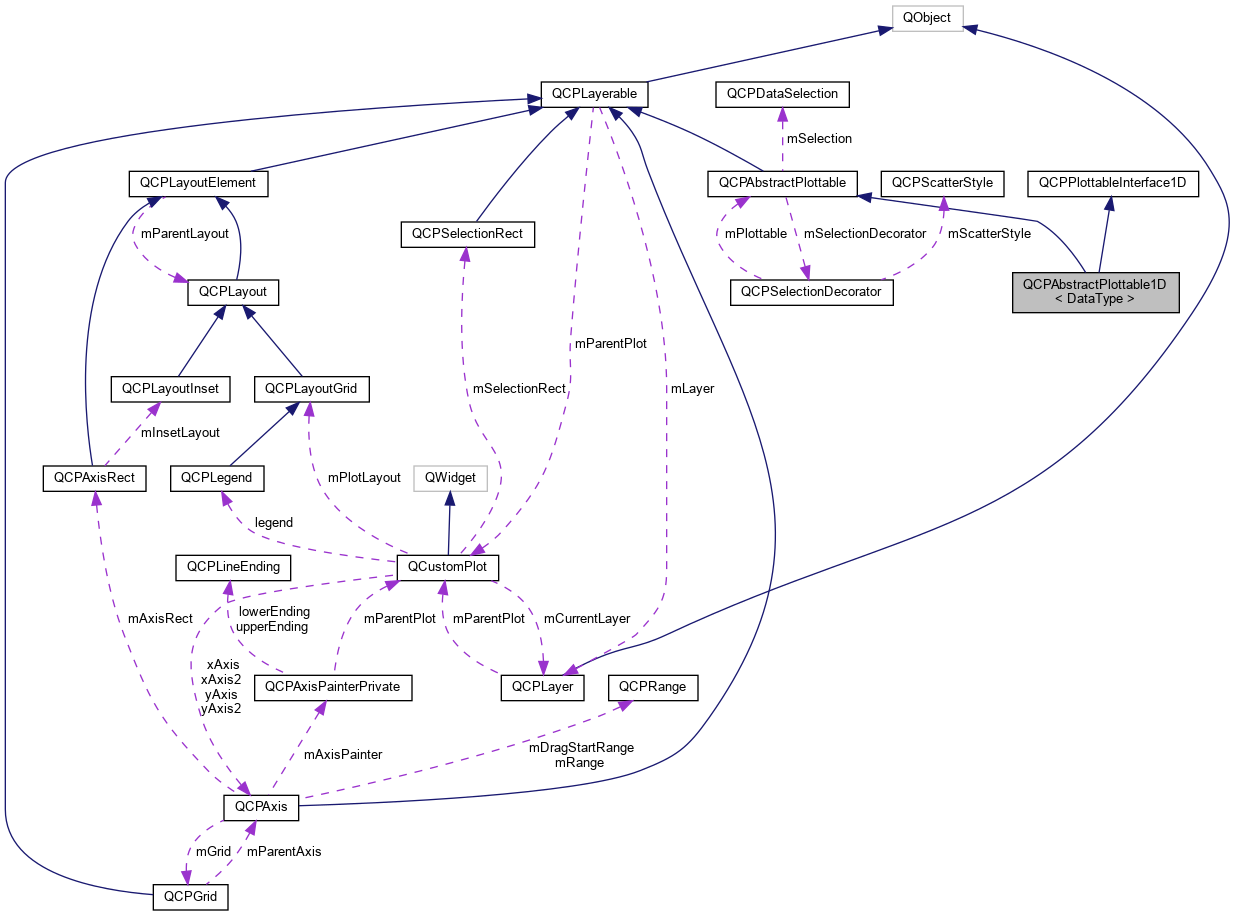 QObject
QCPLayerable
QCPDataSelection
mSelection
QCPLayoutElement
QCPAbstractPlottable
QCPScatterStyle
QCPPlottableInterface1D
mParentLayout
QCPSelectionRect
mPlottable
mSelectionDecorator
mScatterStyle
QCPLayout
QCPSelectionDecorator
QCPAbstractPlottable1D
< DataType >
mParentPlot
QCPLayoutInset
QCPLayoutGrid
mSelectionRect
mLayer
mInsetLayout
QCPAxisRect
QCPLegend
mPlotLayout
QWidget
legend
QCPLineEnding
QCustomPlot
mAxisRect
lowerEnding
upperEnding
mParentPlot
mParentPlot
mCurrentLayer
xAxis
xAxis2
yAxis
yAxis2
QCPAxisPainterPrivate
QCPLayer
QCPRange
mAxisPainter
mDragStartRange
mRange
QCPAxis
mGrid
mParentAxis
QCPGrid